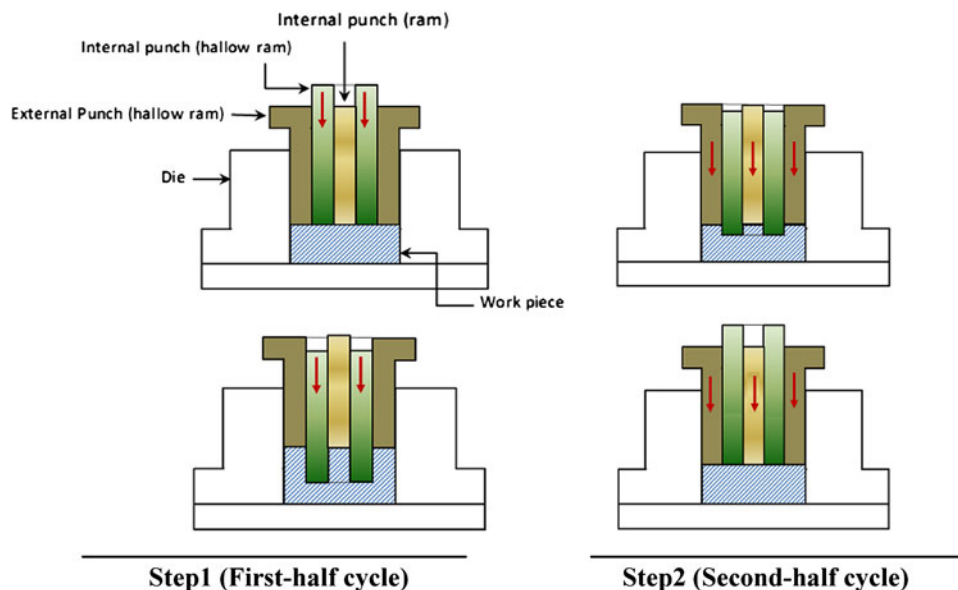 Internal punch (ram)
Internal punch (hallow ram)
External Punch (hallow ram)
Die
Work piece
Step1 (First-half cycle)
Step2 (Second-half cycle)